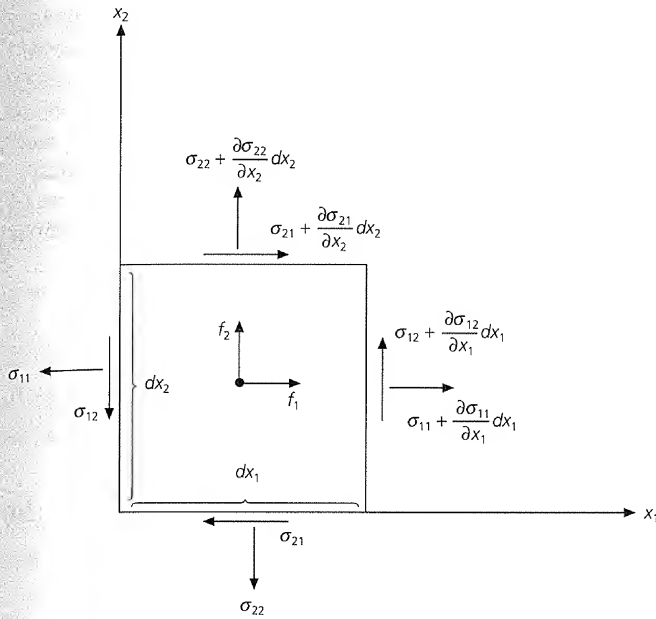 x₂
σ₂₂ + ∂σ₂₂/∂x₂ dx₂
σ₂₁ + ∂σ₂₁/∂x₂ dx₂
f₂
σ₁₂ + ∂σ₁₂/∂x₁ dx₁
σ₁₁
dx₂
f₁
σ₁₂
σ₁₁ + ∂σ₁₁/∂x₁ dx₁
dx₁
x₁
σ₂₁
σ₂₂